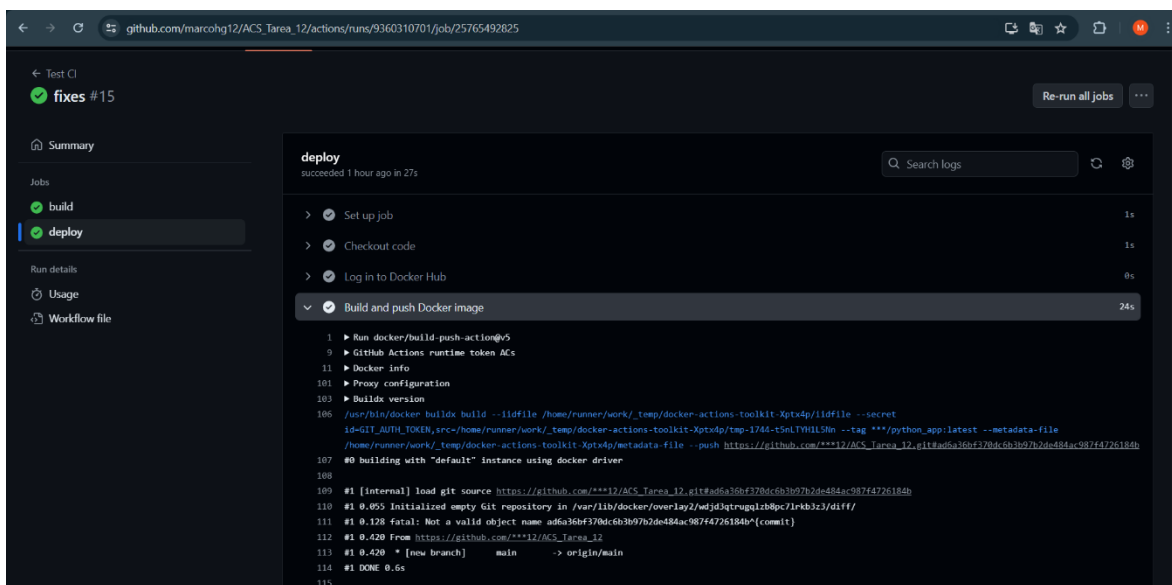 github.com/marcohg12/ACS_Tarea_12/actions/runs/9360310701/job/25765492825
M
Test CI
fixes #15
Re-run all jobs
Summary
Jobs
build
deploy
Run details
Usage
Workflow file
deploy
succeeded 1 hour ago in 27s
Search logs
Set up job 1s
Checkout code 1s
Log in to Docker Hub 0s
Build and push Docker image 24s
1 Run docker/build-push-action@v5
9 GitHub Actions runtime token ACs
11 Docker info
101 Proxy configuration
103 Buildx version
106 /usr/bin/docker buildx build --iidfile /home/runner/work/_temp/docker-actions-toolkit-Xptx4p/iidfile --secret
id=GIT_AUTH_TOKEN,src=/home/runner/work/_temp/docker-actions-toolkit-Xptx4p/tmp-1744-t5nLTYH1L5Nn --tag ***/python_app:latest --metadata-file
/home/runner/work/_temp/docker-actions-toolkit-Xptx4p/metadata-file --push https://github.com/***12/ACS_Tarea_12.git#ad6a36bf370dc6b3b97b2de484ac987f4726184b
107 #0 building with "default" instance using docker driver
108
109 #1 [internal] load git source https://github.com/***12/ACS_Tarea_12.git#ad6a36bf370dc6b3b97b2de484ac987f4726184b
110 #1 0.055 Initialized empty Git repository in /var/lib/docker/overlay2/wdjd3qtrugqlzb8pc7lrkb3z3/diff/
111 #1 0.128 fatal: Not a valid object name ad6a36bf370dc6b3b97b2de484ac987f4726184b^{commit}
112 #1 0.420 From https://github.com/***12/ACS_Tarea_12
113 #1 0.420 * [new branch] main -> origin/main
114 #1 DONE 0.6s
115